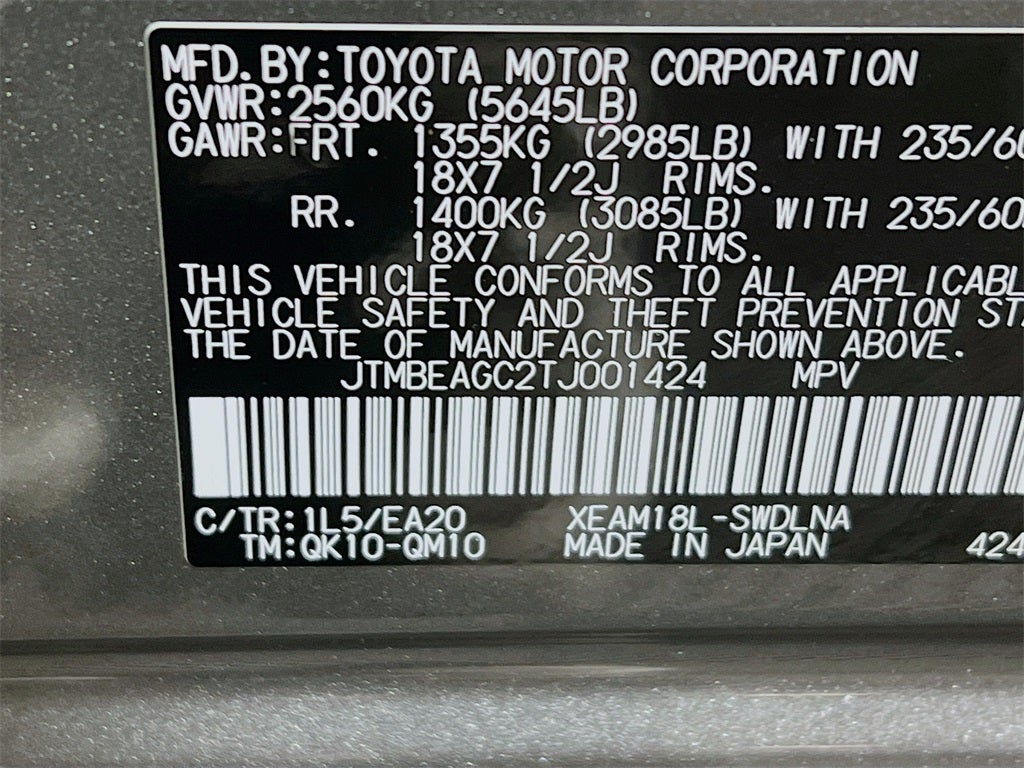 MFD.BY:TOYOTA MOTOR CORPORATION
GVWR:2560KG (5645LB)
GAWR:FRT. 1355KG (2985LB) WITH 235/60
18X7 1/2J RIMS.
RR. 1400KG (3085LB) WITH 235/60
18X7 1/2J RIMS.
THIS VEHICLE CONFORMS TO ALL APPLICABL
VEHICLE SAFETY AND THEFT PREVENTION ST
THE DATE OF MANUFACTURE SHOWN ABOVE.
JTMBEAGC2TJ001424 MPV
C/TR:1L5/EA20 XEAM18L-SWDLNA
TM:QK10-QM10 MADE IN JAPAN 424